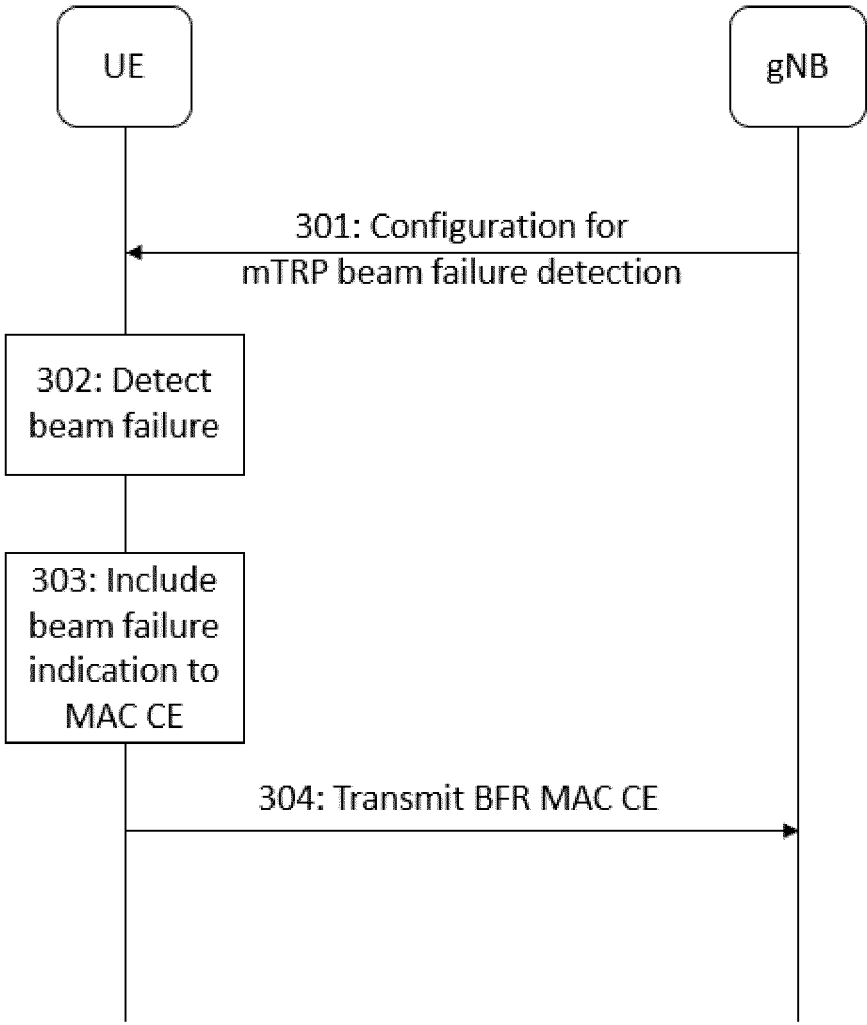 UE
gNB
301: Configuration for
mTRP beam failure detection
302: Detect
beam failure
303: Include
beam failure
indication to
MAC CE
304: Transmit BFR MAC CE